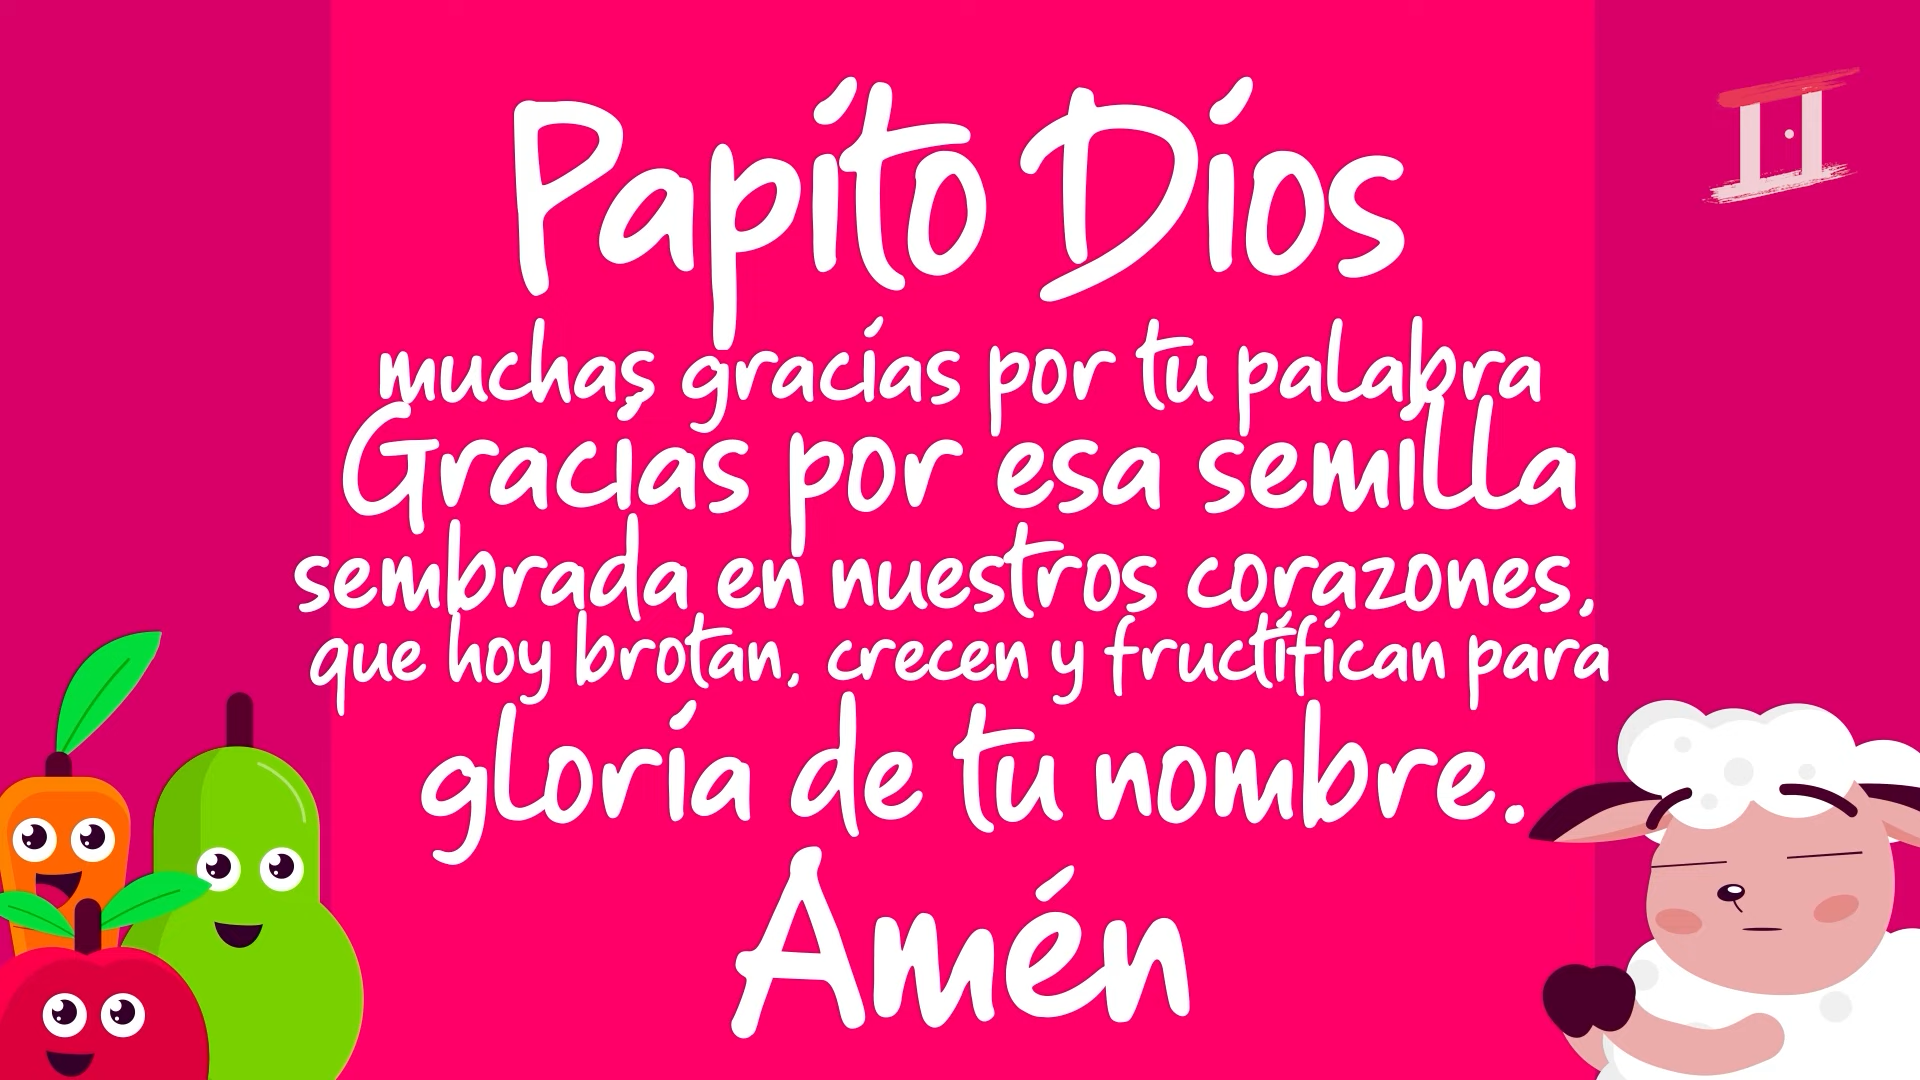 Papito Dios
muchas gracias por tu palabra
Gracias por esa semilla
sembrada en nuestros corazones,
que hoy brotan, crecen y fructifican para
gloria de tu nombre.
Amén